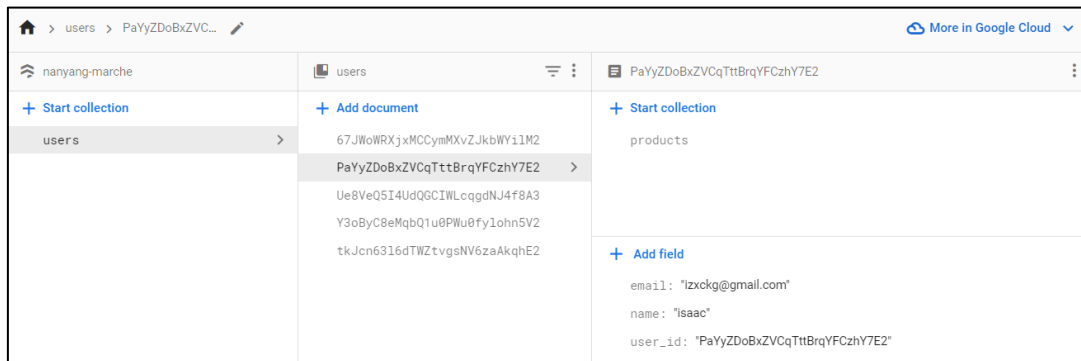 users
PaYyZDoBxZVC...
More in Google Cloud
nanyang-marche
users
PaYyZDoBxZVCqTttBrqYFCzhY7E2
+ Start collection
+ Add document
+ Start collection
users
67JWoWRXjxMCCymMXvZJkbWYilM2
PaYyZDoBxZVCqTttBrqYFCzhY7E2
Ue8VeQ5I4UdQGCIWLcqgdNJ4f8A3
Y3oByC8eMqbQ1u0PWu0fylohn5V2
tkJcn63l6dTWZtvgsNV6zaAkqhE2
products
+ Add field
email: "izxckg@gmail.com"
name: "isaac"
user_id: "PaYyZDoBxZVCqTttBrqYFCzhY7E2"